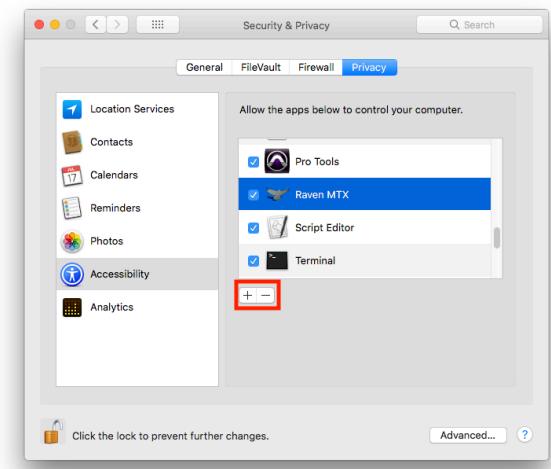 Security & Privacy
Search
General FileVault Firewall Privacy
Location Services
Contacts
17
Calendars
Reminders
Photos
Accessibility
Analytics
Allow the apps below to control your computer.
Pro Tools
Raven MTX
Script Editor
Terminal
+ −
Click the lock to prevent further changes.
Advanced... ?